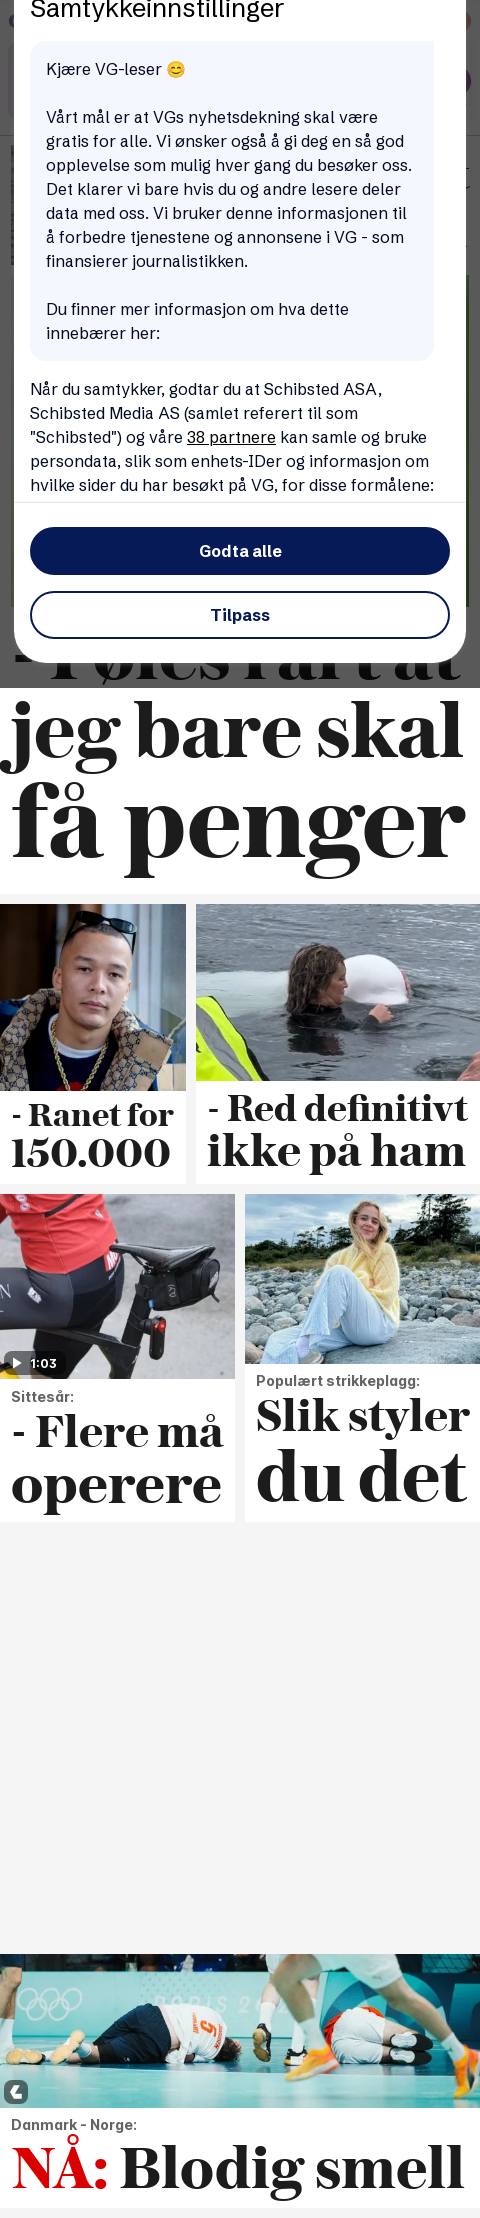 Samtykkeinnstillinger
Kjære VG-leser 😊
Vårt mål er at VGs nyhetsdekning skal være
gratis for alle. Vi ønsker også å gi deg en så god
opplevelse som mulig hver gang du besøker oss.
Det klarer vi bare hvis du og andre lesere deler
data med oss. Vi bruker denne informasjonen til
å forbedre tjenestene og annonsene i VG - som
finansierer journalistikken.
Du finner mer informasjon om hva dette
innebærer her:
Når du samtykker, godtar du at Schibsted ASA,
Schibsted Media AS (samlet referert til som
"Schibsted") og våre 38 partnere kan samle og bruke
persondata, slik som enhets-IDer og informasjon om
hvilke sider du har besøkt på VG, for disse formålene:
Godta alle
Tilpass
- Føles rart at
jeg bare skal
få penger
- Ranet for
150.000
- Red definitivt
ikke på ham
1:03
Sittesår:
- Flere må
operere
Populært strikkeplagg:
Slik styler
du det
5
Danmark - Norge:
NÅ: Blodig smell